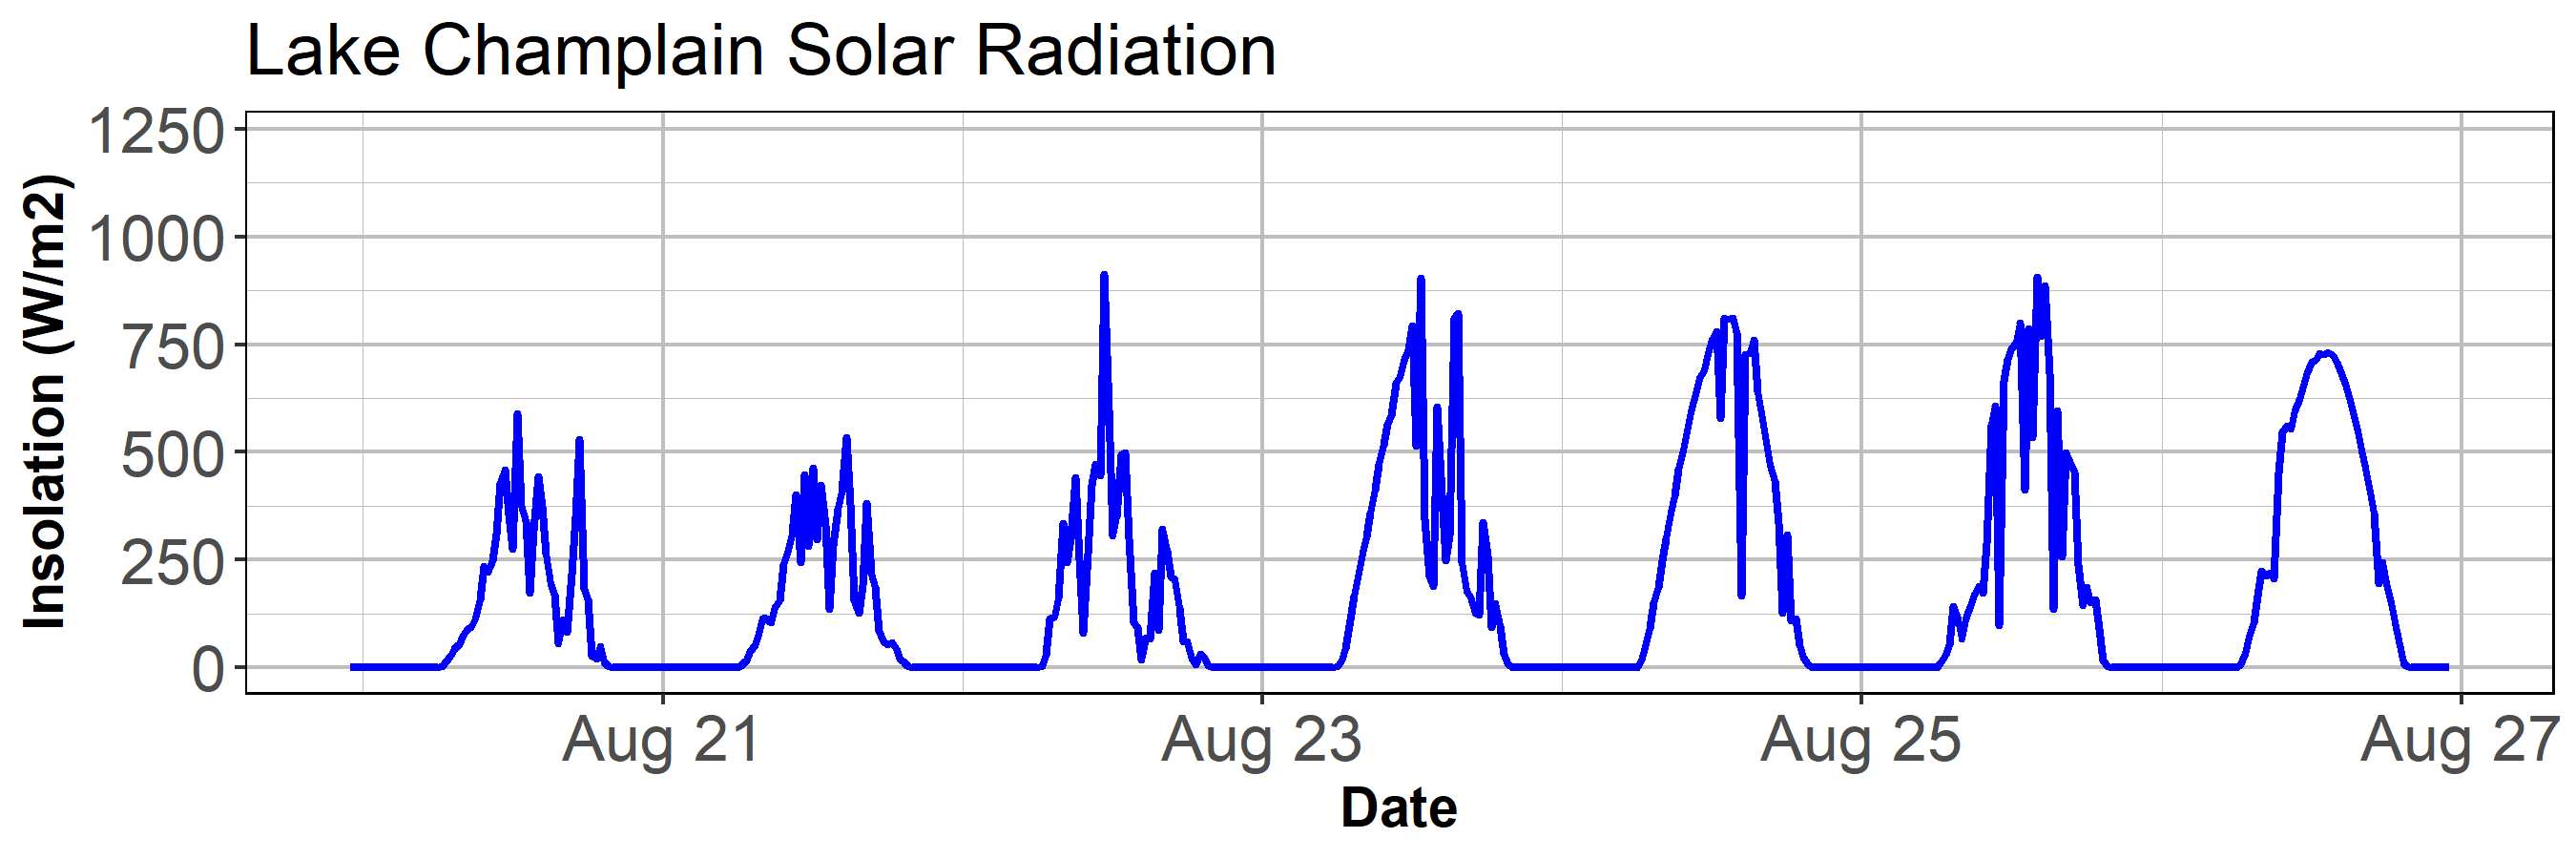 Lake Champlain Solar Radiation
Insolation (W/m2)
1250
1000
750
500
250
0
Aug 21
Aug 23
Aug 25
Aug 27
Date